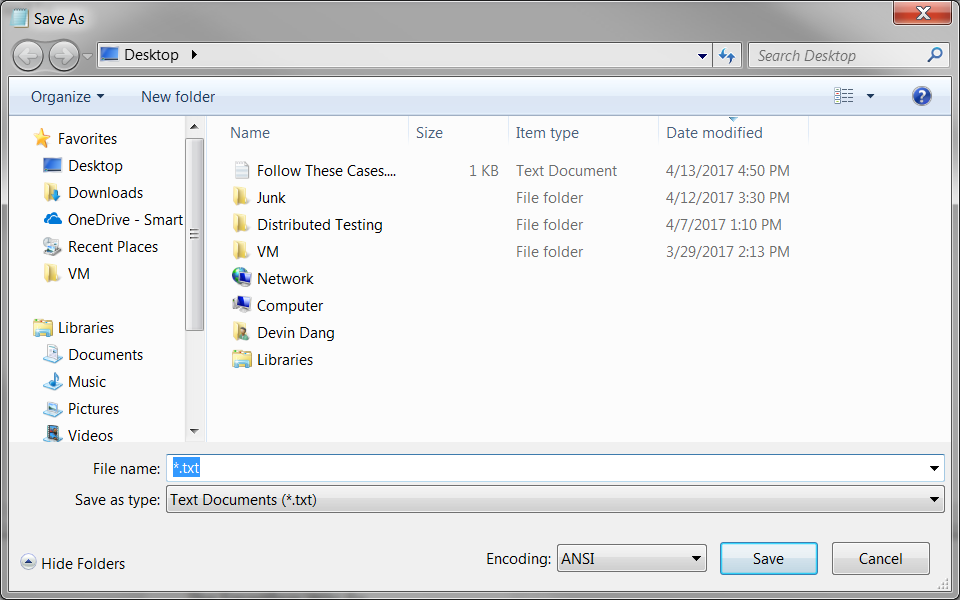 Save As
Desktop
Search Desktop
Organize
New folder
?
Name Size Item type Date modified
Favorites
Desktop
Downloads
OneDrive - Smart
Recent Places
VM
Libraries
Documents
Music
Pictures
Videos
Follow These Cases.... 1 KB Text Document 4/13/2017 4:50 PM
Junk File folder 4/12/2017 3:30 PM
Distributed Testing File folder 4/7/2017 1:10 PM
VM File folder 3/29/2017 2:13 PM
Network
Computer
Devin Dang
Libraries
File name: *.txt
Save as type: Text Documents (*.txt)
Hide Folders
Encoding: ANSI
Save
Cancel